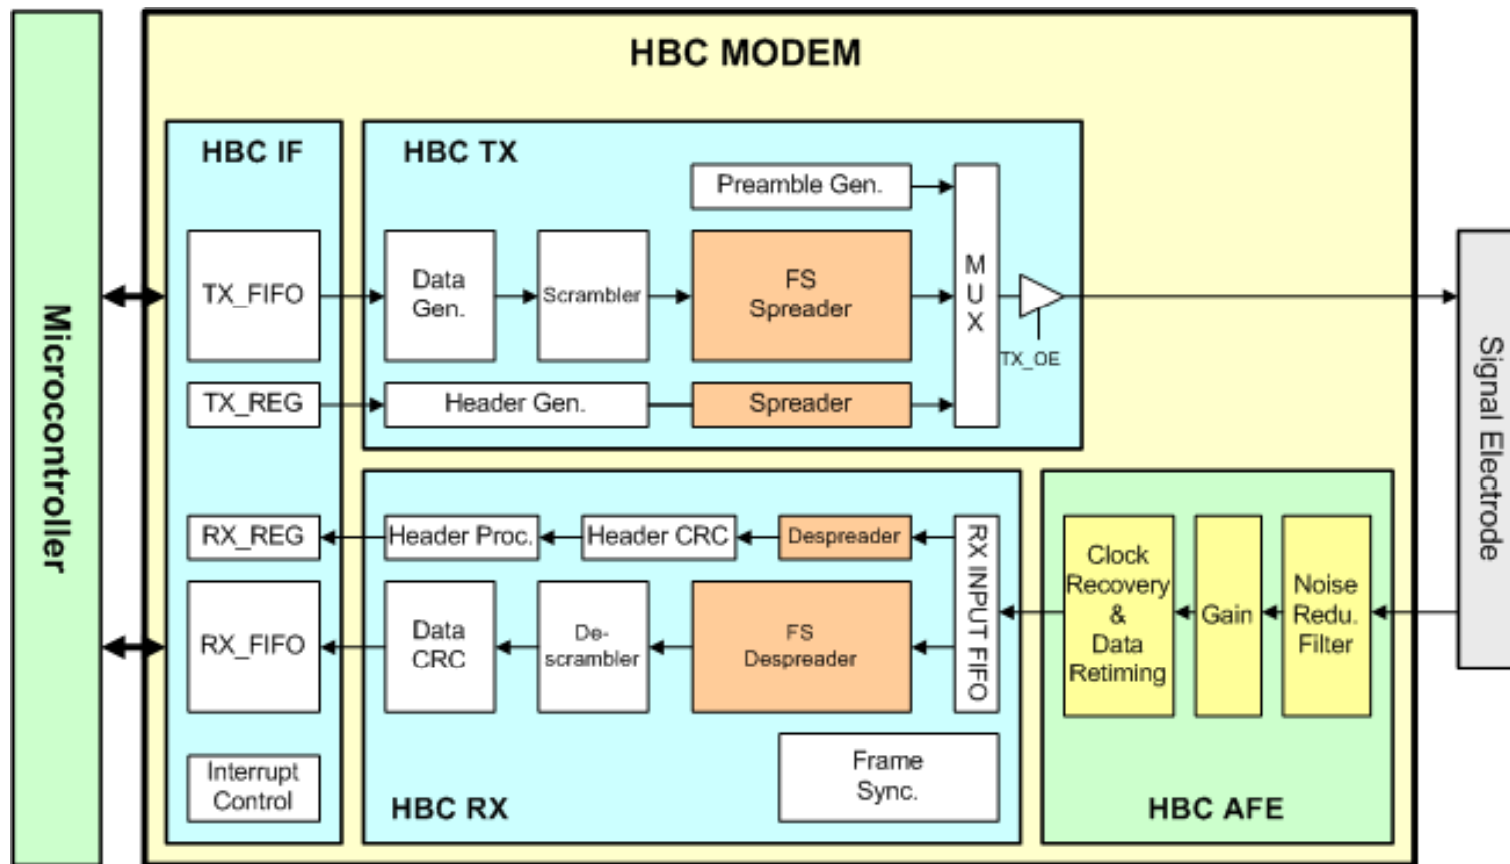 HBC MODEM
Microcontroller
HBC IF
TX_FIFO
TX_REG
RX_REG
RX_FIFO
Interrupt
Control
HBC TX
Preamble Gen.
Data
Gen.
Scrambler
FS
Spreader
M
U
X
TX_OE
Header Gen.
Spreader
Header Proc.
Header CRC
Despreader
RX INPUT FIFO
Data
CRC
De-
scrambler
FS
Despreader
Frame
Sync.
HBC RX
Clock
Recovery
&
Data
Retiming
Gain
Noise
Redu.
Filter
HBC AFE
Signal Electrode